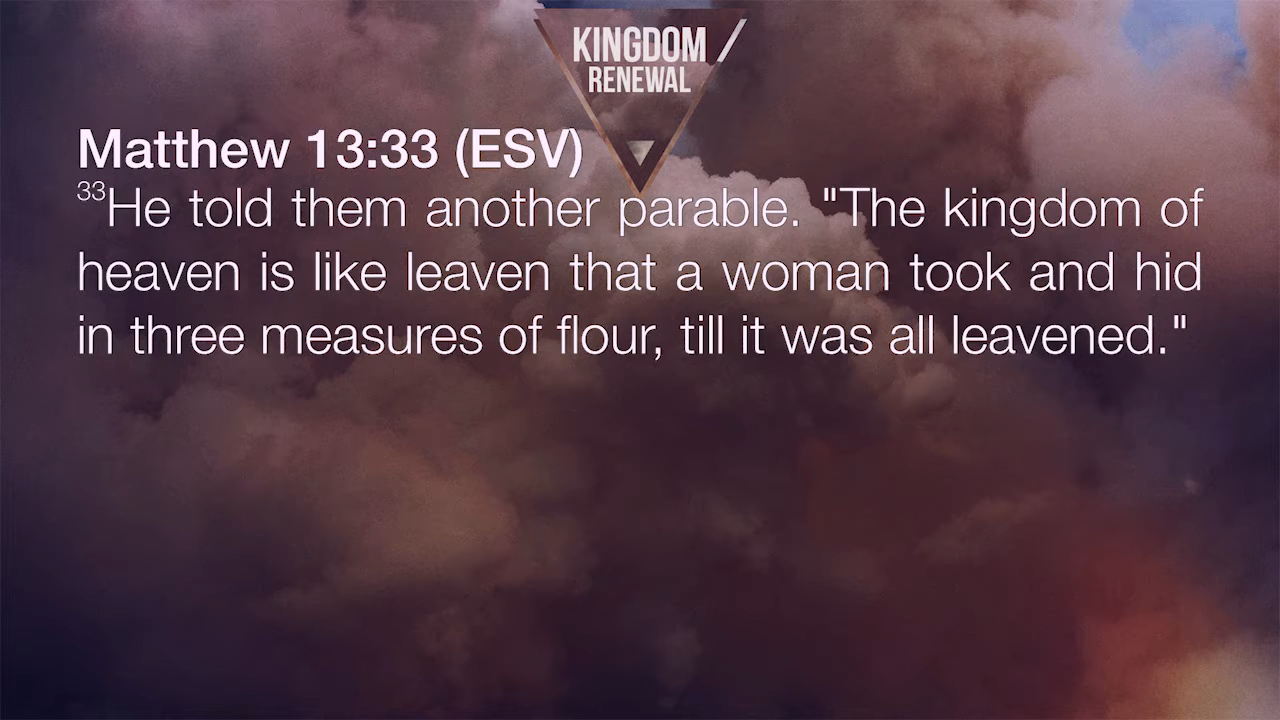 KINGDOM
RENEWAL
Matthew 13:33 (ESV)
33He told them another parable. "The kingdom of
heaven is like leaven that a woman took and hid
in three measures of flour, till it was all leavened."